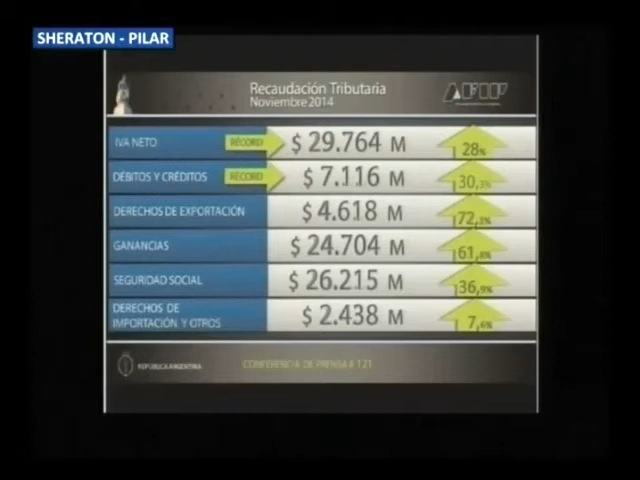 SHERATON - PILAR
Recaudación Tributaria
Noviembre 2014
AFIP
IVA NETO RÉCORD $ 29.764 M 28%
DÉBITOS Y CRÉDITOS RÉCORD $ 7.116 M 30,3%
DERECHOS DE EXPORTACIÓN $ 4.618 M 72,3%
GANANCIAS $ 24.704 M 61,8%
SEGURIDAD SOCIAL $ 26.215 M 36,9%
DERECHOS DE
IMPORTACIÓN Y OTROS $ 2.438 M 7,6%
REPÚBLICA ARGENTINA
CONFERENCIA DE PRENSA # 121